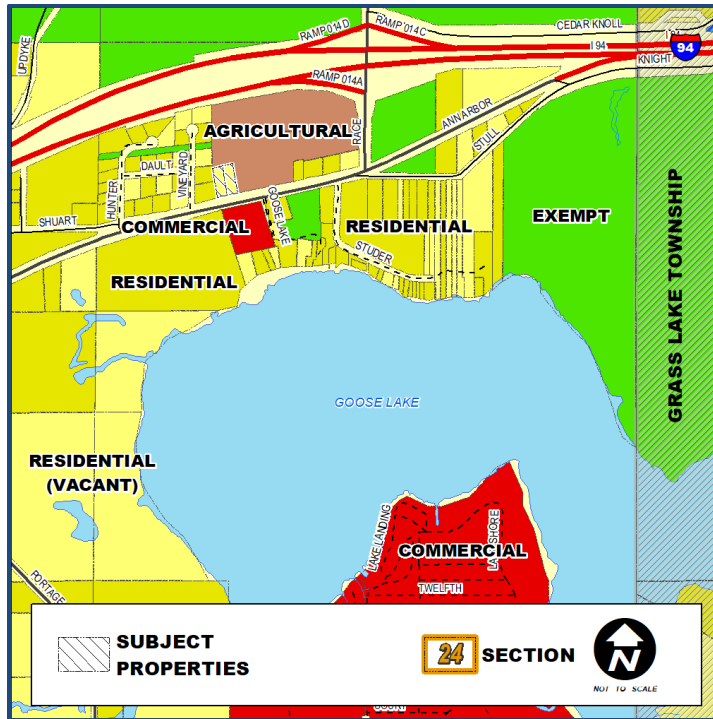 UPDYKE
RAMP 014D
RAMP 014C
CEDAR KNOLL
I 94
94
KNIGHT
RAMP 014A
AGRICULTURAL
RACE
ANN ARBOR
STULL
DAULT
HUNTER
VINEYARD
SHUART
COMMERCIAL
GOOSE LAKE
RESIDENTIAL
STUDER
EXEMPT
RESIDENTIAL
GRASS LAKE TOWNSHIP
GOOSE LAKE
RESIDENTIAL
(VACANT)
LAKE LANDING
COMMERCIAL
TWELFTH
PORTAGE
SUBJECT
PROPERTIES
24 SECTION
N
NOT TO SCALE